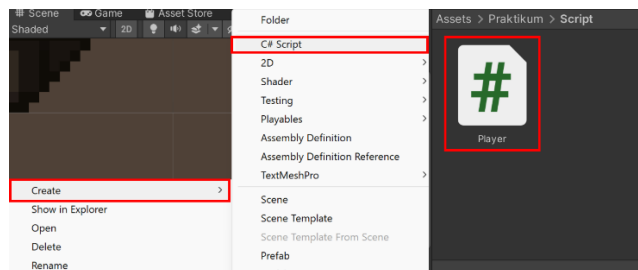 Scene Game Asset Store
Shaded 2D
Create
Show in Explorer
Open
Delete
Rename
Folder
C# Script
2D
Shader
Testing
Playables
Assembly Definition
Assembly Definition Reference
TextMeshPro
Scene
Scene Template
Scene Template From Scene
Prefab
Assets > Praktikum > Script
#
Player